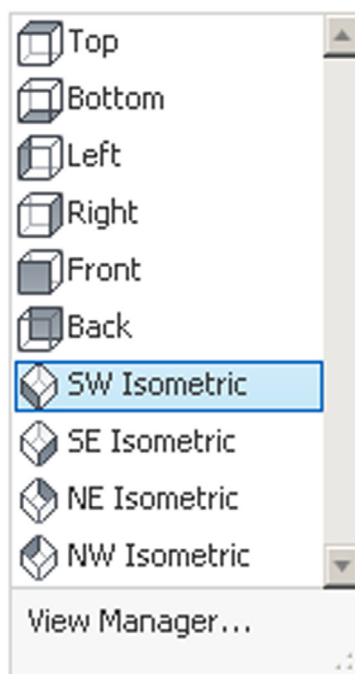 Top
Bottom
Left
Right
Front
Back
SW Isometric
SE Isometric
NE Isometric
NW Isometric
View Manager...